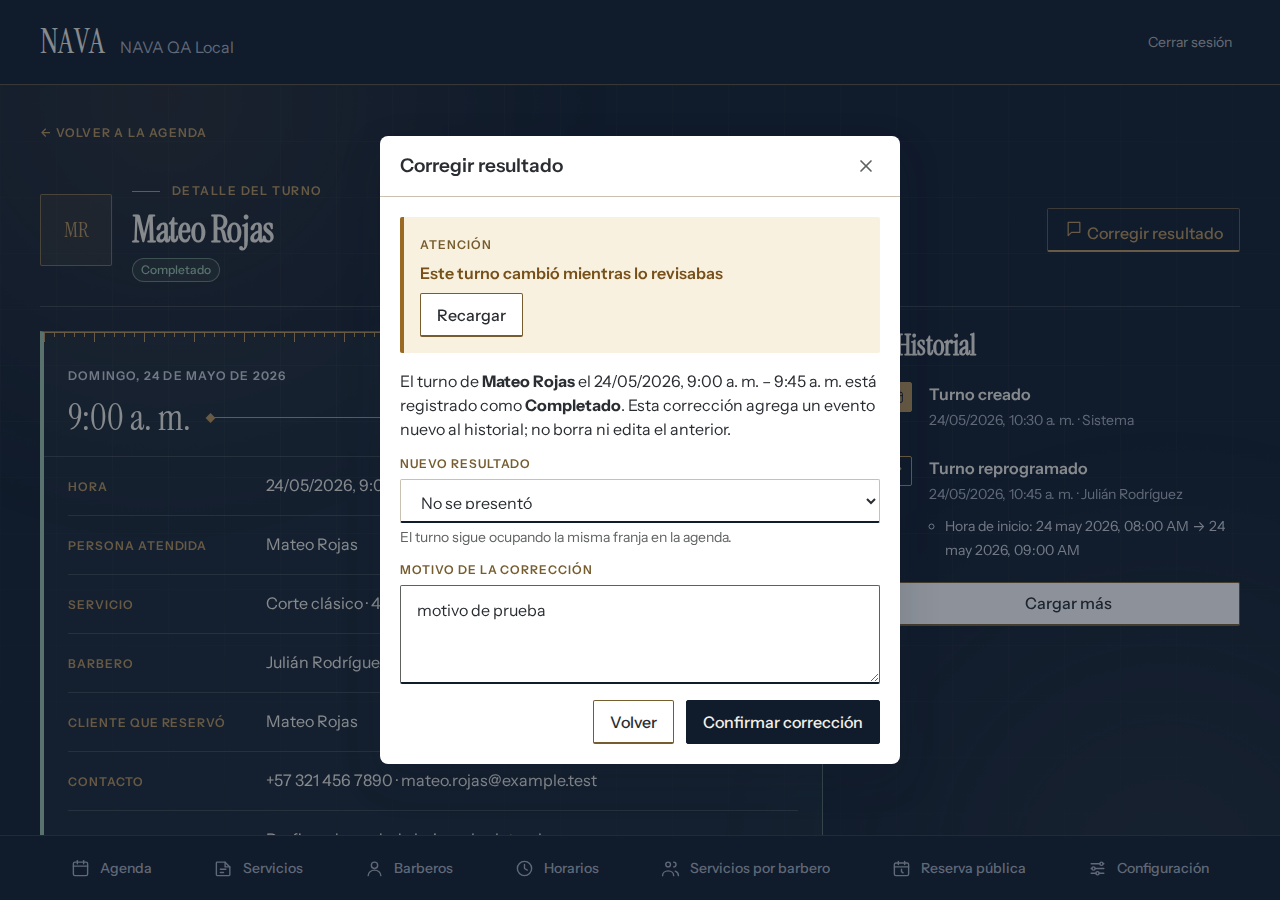 NAVA NAVA QA Local
Cerrar sesión
← VOLVER A LA AGENDA
DETALLE DEL TURNO
MR
Mateo Rojas
Completado
Corregir resultado
DOMINGO, 24 DE MAYO DE 2026
9:00 a. m.
HORA
24/05/2026, 9:0
PERSONA ATENDIDA
Mateo Rojas
SERVICIO
Corte clásico · 4
BARBERO
Julián Rodrígue
CLIENTE QUE RESERVÓ
Mateo Rojas
CONTACTO
+57 321 456 7890 · mateo.rojas@example.test
Corregir resultado
ATENCIÓN
Este turno cambió mientras lo revisabas
Recargar
El turno de Mateo Rojas el 24/05/2026, 9:00 a. m. – 9:45 a. m. está
registrado como Completado. Esta corrección agrega un evento
nuevo al historial; no borra ni edita el anterior.
NUEVO RESULTADO
No se presentó
El turno sigue ocupando la misma franja en la agenda.
MOTIVO DE LA CORRECCIÓN
motivo de prueba
Volver
Confirmar corrección
Historial
Turno creado
24/05/2026, 10:30 a. m. · Sistema
Turno reprogramado
24/05/2026, 10:45 a. m. · Julián Rodríguez
Hora de inicio: 24 may 2026, 08:00 AM → 24
may 2026, 09:00 AM
Cargar más
Agenda
Servicios
Barberos
Horarios
Servicios por barbero
Reserva pública
Configuración